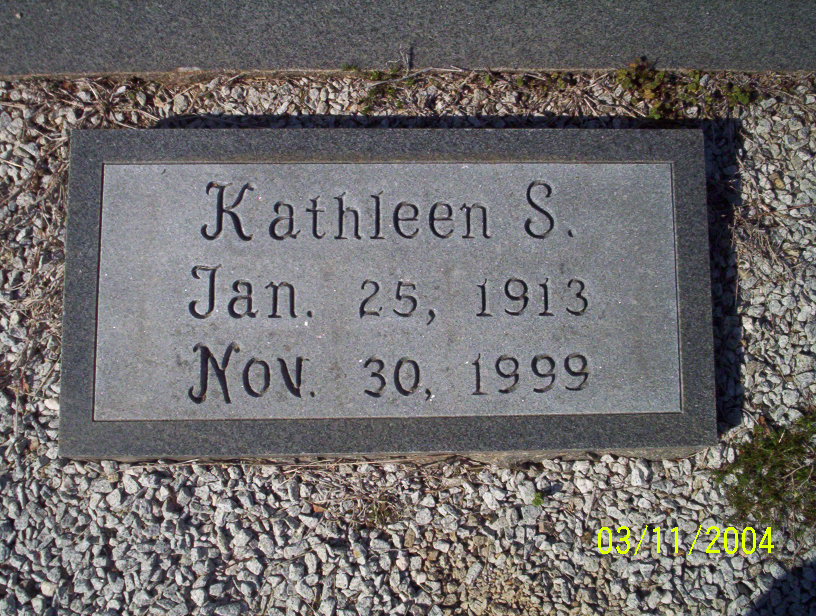 Kathleen S.
Jan. 25, 1913
Nov. 30, 1999
03/11/2004